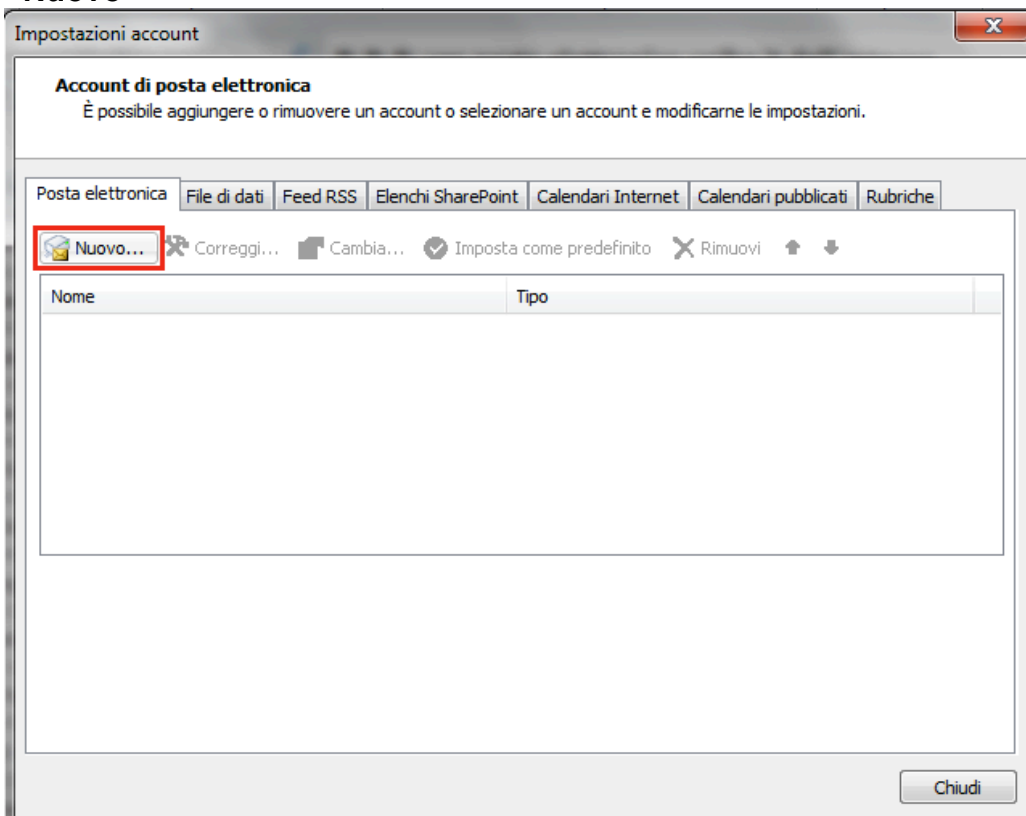 Nuovo
Impostazioni account
Account di posta elettronica
È possibile aggiungere o rimuovere un account o selezionare un account e modificarne le impostazioni.
Posta elettronica File di dati Feed RSS Elenchi SharePoint Calendari Internet Calendari pubblicati Rubriche
Nuovo... Correggi... Cambia... Imposta come predefinito Rimuovi
Nome Tipo
Chiudi